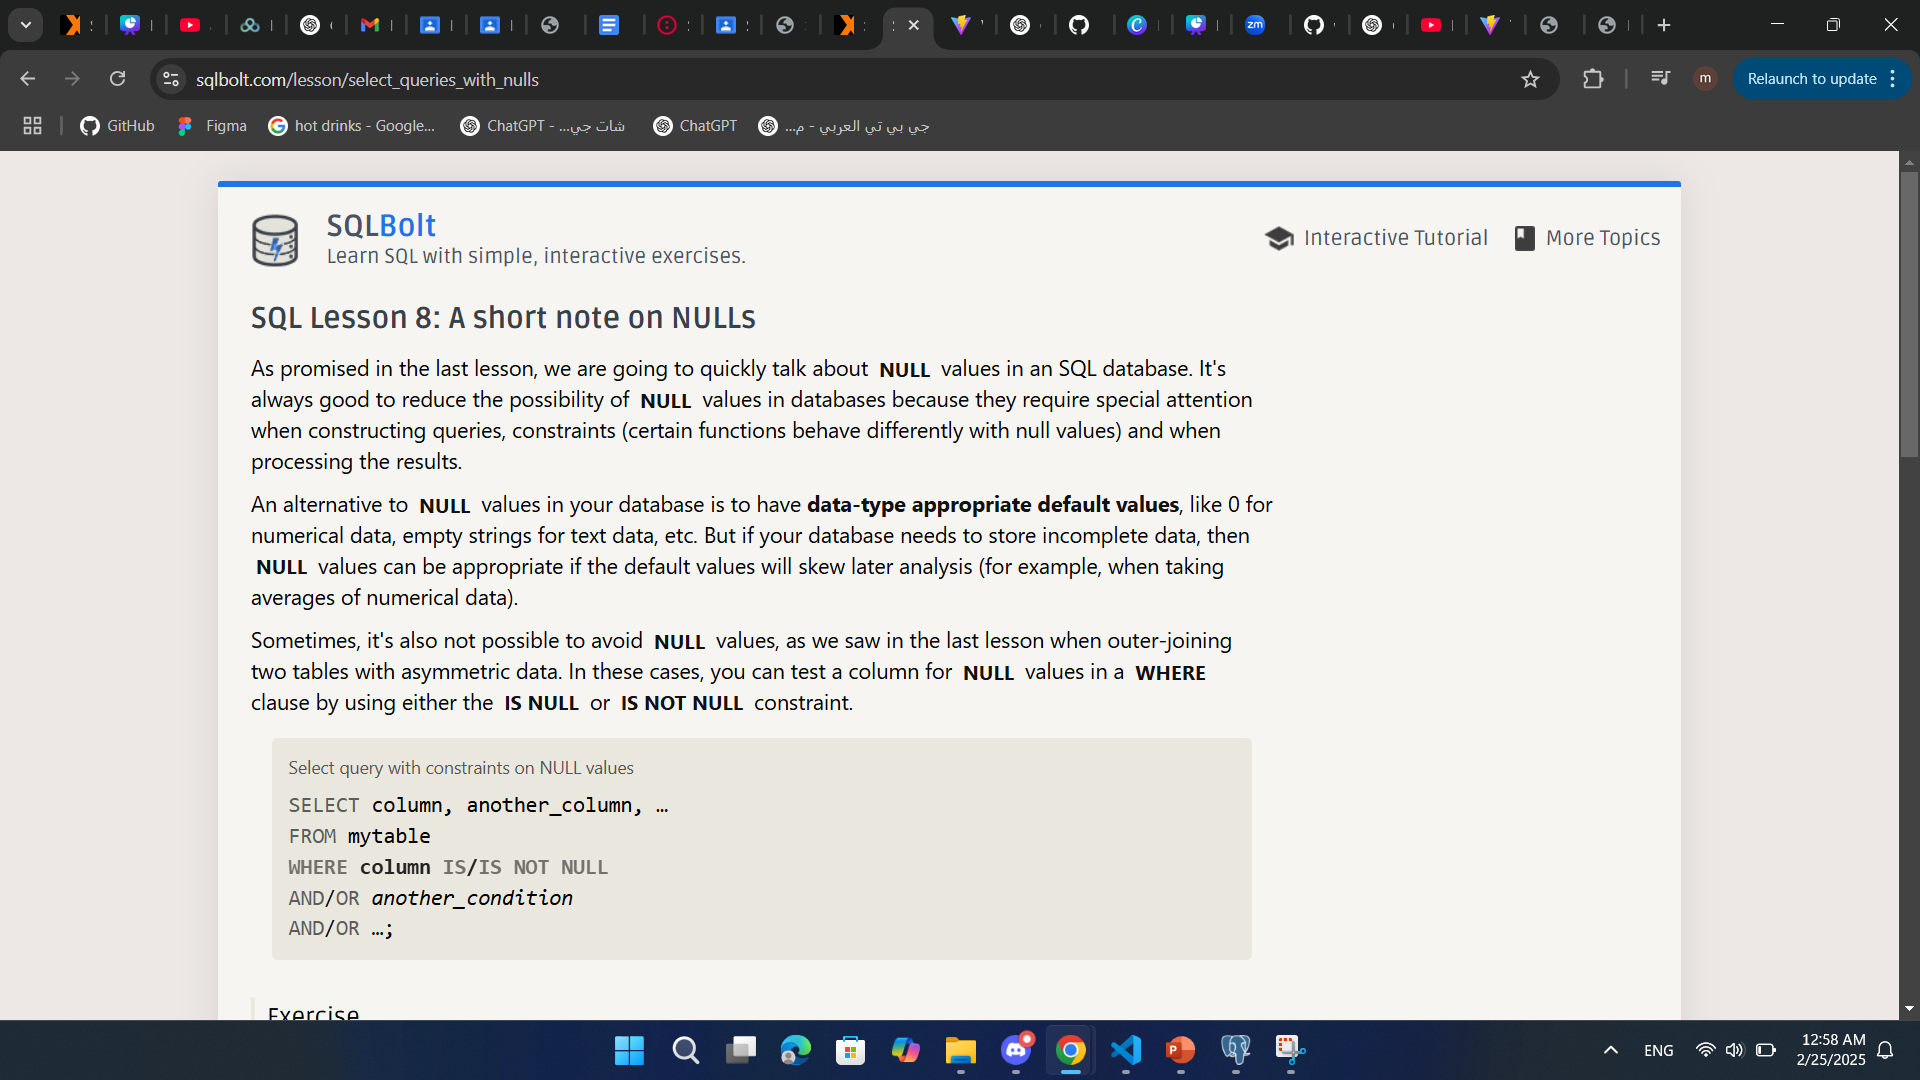 sqlbolt.com/lesson/select_queries_with_nulls
m
Relaunch to update
GitHub
Figma
hot drinks - Google...
ChatGPT - شات جي...
ChatGPT
جي بي تي العربي - م...
SQLBolt
Learn SQL with simple, interactive exercises.
Interactive Tutorial
More Topics
SQL Lesson 8: A short note on NULLs
As promised in the last lesson, we are going to quickly talk about NULL values in an SQL database. It's
always good to reduce the possibility of NULL values in databases because they require special attention
when constructing queries, constraints (certain functions behave differently with null values) and when
processing the results.
An alternative to NULL values in your database is to have data-type appropriate default values, like 0 for
numerical data, empty strings for text data, etc. But if your database needs to store incomplete data, then
NULL values can be appropriate if the default values will skew later analysis (for example, when taking
averages of numerical data).
Sometimes, it's also not possible to avoid NULL values, as we saw in the last lesson when outer-joining
two tables with asymmetric data. In these cases, you can test a column for NULL values in a WHERE
clause by using either the IS NULL or IS NOT NULL constraint.
Select query with constraints on NULL values
SELECT column, another_column, …
FROM mytable
WHERE column IS/IS NOT NULL
AND/OR another_condition
AND/OR …;
Exercise
ENG
12:58 AM
2/25/2025